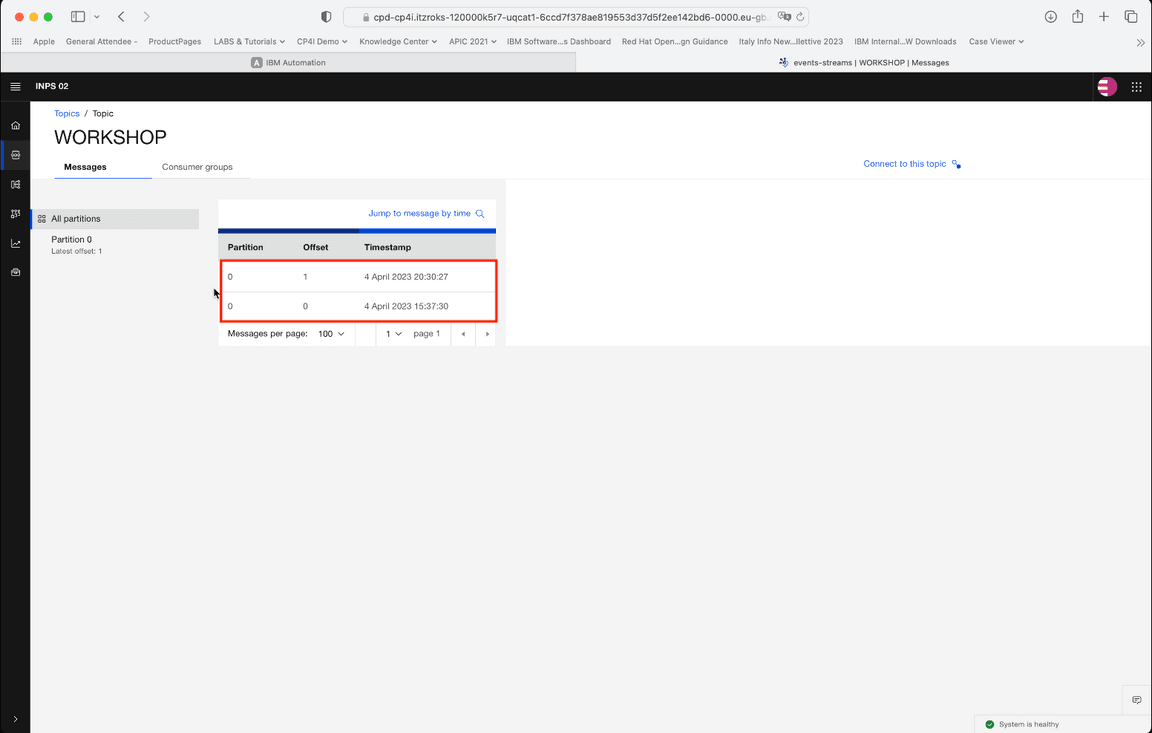 cpd-cp4i.itzroks-120000k5r7-uqcat1-6ccd7f378ae819553d37d5f2ee142bd6-0000.eu-gb.
Apple General Attendee - ProductPages LABS & Tutorials CP4I Demo Knowledge Center APIC 2021 IBM Software...s Dashboard Red Hat Open...gn Guidance Italy Info New...llettive 2023 IBM Internal...W Downloads Case Viewer
A IBM Automation
events-streams | WORKSHOP | Messages
INPS 02
Topics / Topic
WORKSHOP
Messages Consumer groups
Connect to this topic
All partitions
Partition 0
Latest offset: 1
Jump to message by time
Partition Offset Timestamp
0 1 4 April 2023 20:30:27
0 0 4 April 2023 15:37:30
Messages per page: 100 1 page 1
System is healthy